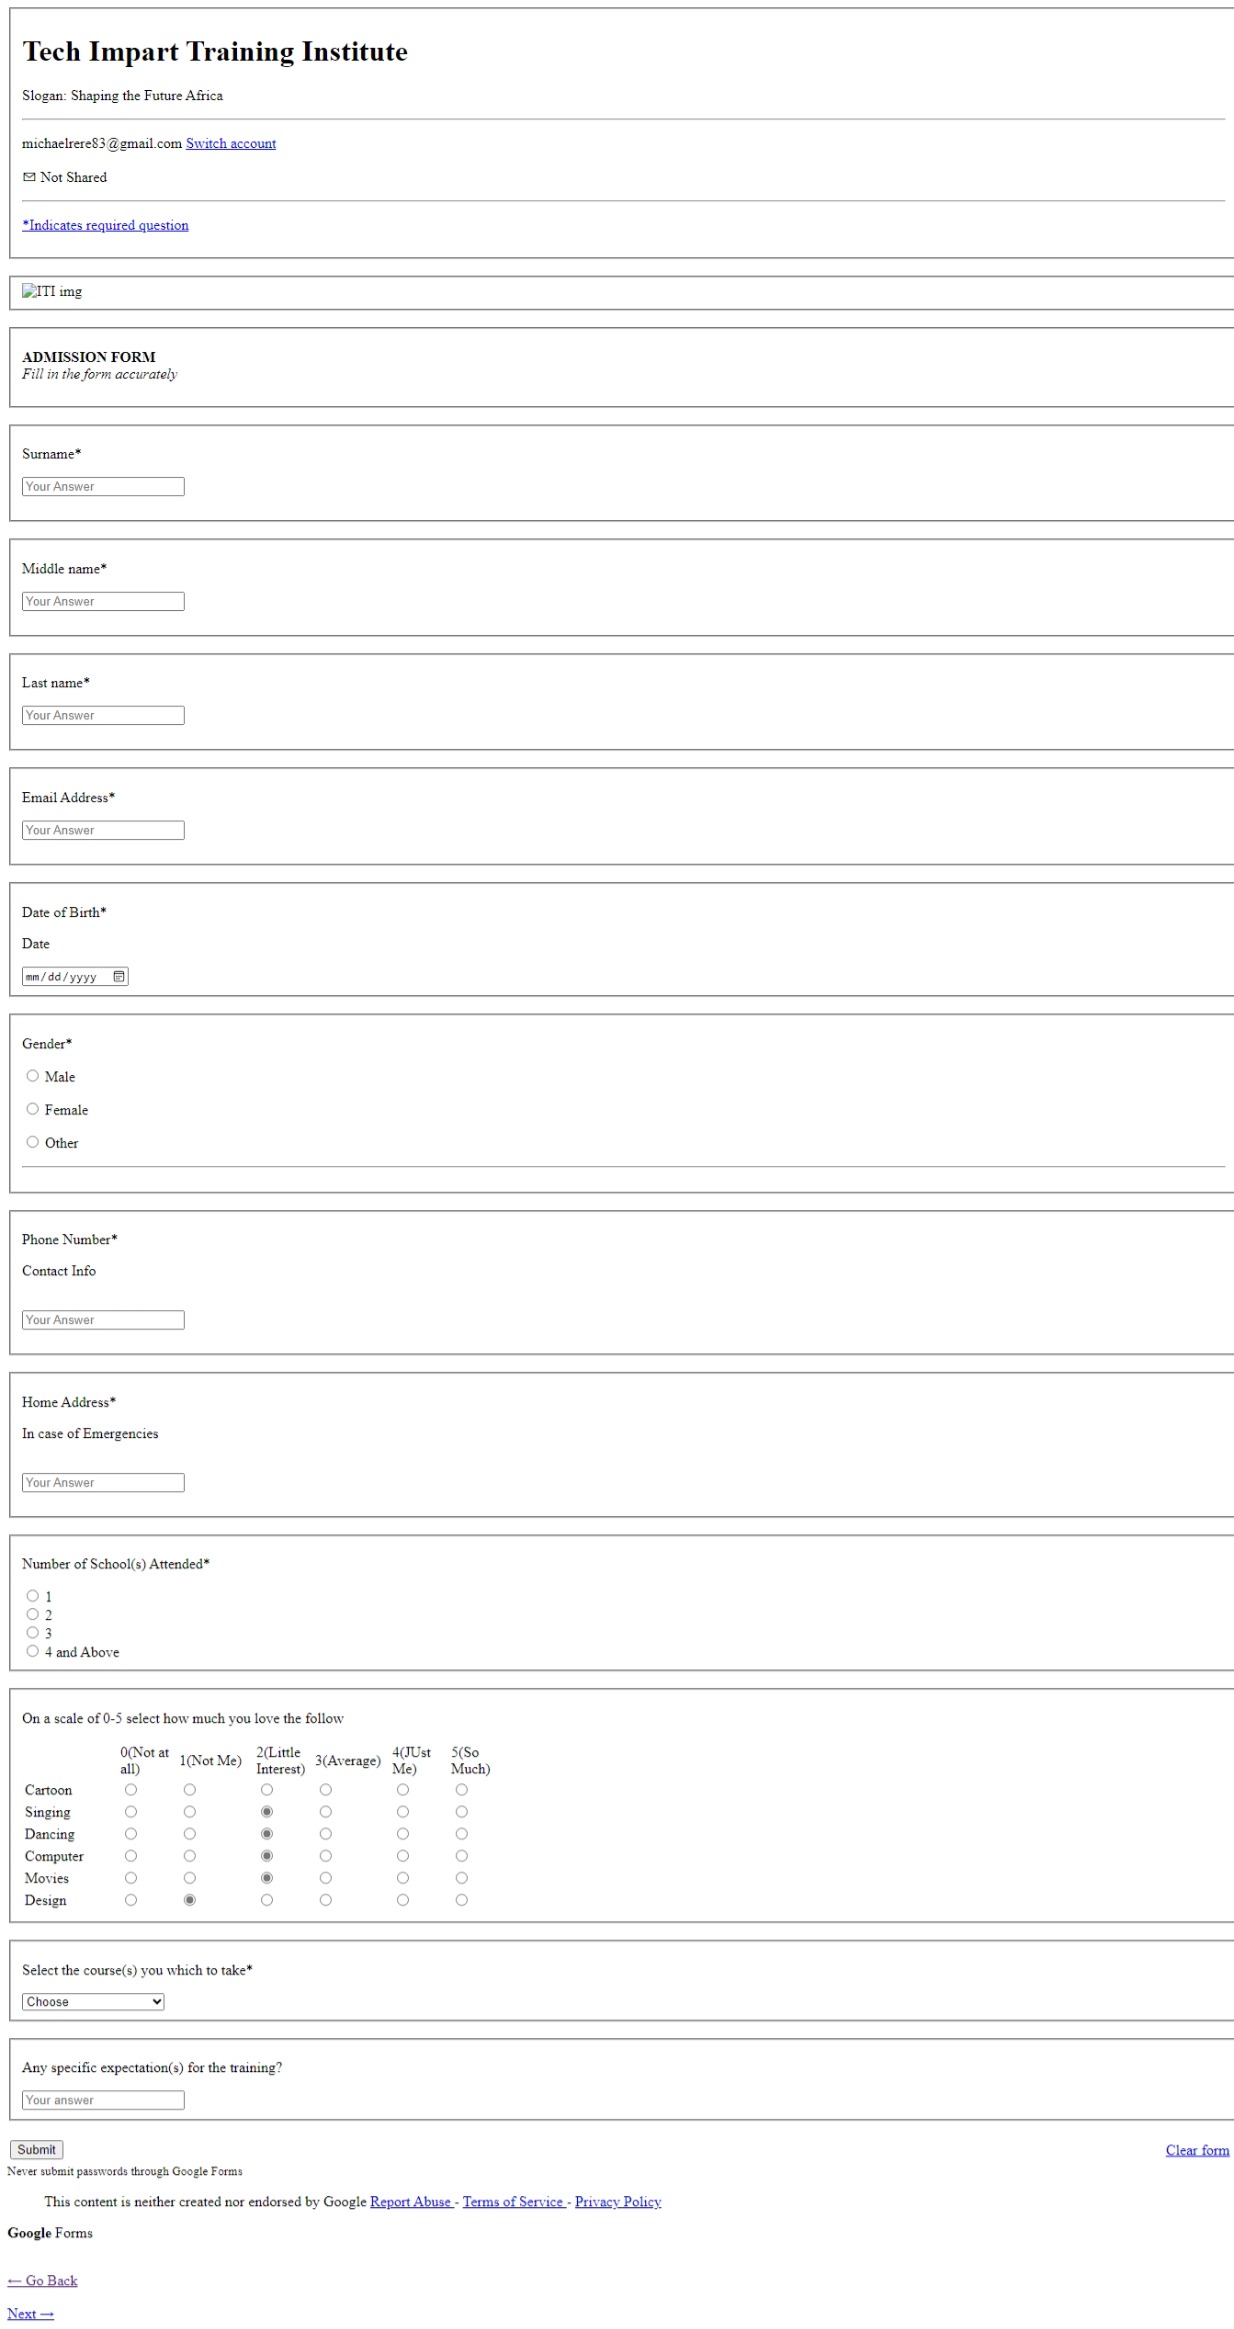 Tech Impart Training Institute
Slogan: Shaping the Future Africa
michaelrere83@gmail.com Switch account
Not Shared
*Indicates required question
ITI img
ADMISSION FORM
Fill in the form accurately
Surname*
Your Answer
Middle name*
Your Answer
Last name*
Your Answer
Email Address*
Your Answer
Date of Birth*
Date
mm/dd/yyyy
Gender*
Male
Female
Other
Phone Number*
Contact Info
Your Answer
Home Address*
In case of Emergencies
Your Answer
Number of School(s) Attended*
1
2
3
4 and Above
On a scale of 0-5 select how much you love the follow
0(Not at all) 1(Not Me) 2(Little Interest) 3(Average) 4(JUst Me) 5(So Much)
Cartoon
Singing
Dancing
Computer
Movies
Design
Select the course(s) you which to take*
Choose
Any specific expectation(s) for the training?
Your answer
Submit Clear form
Never submit passwords through Google Forms
This content is neither created nor endorsed by Google Report Abuse - Terms of Service - Privacy Policy
Google Forms
← Go Back
Next →